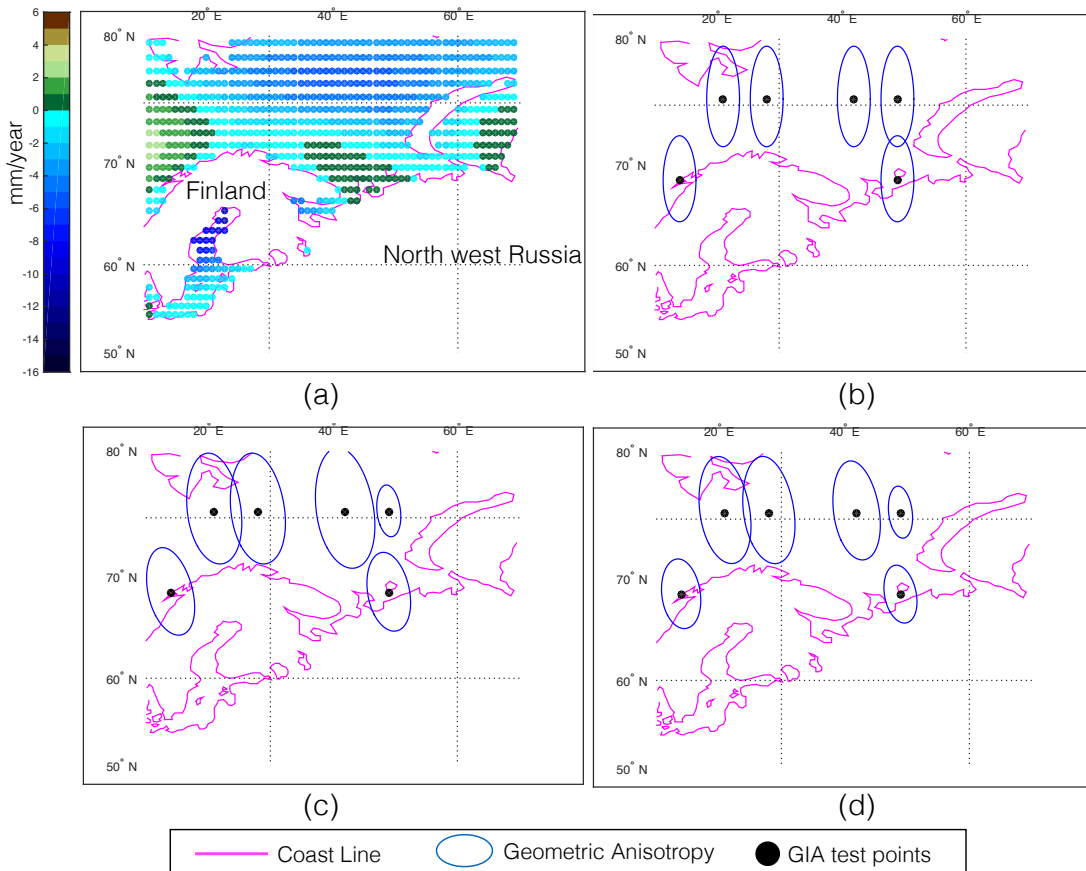 20° E 40° E 60° E
6
4
2
1
0
-2
-4
-6
-8
-10
-12
-14
-16
mm/year
80° N
70° N
60° N
50° N
Finland
North west Russia
(a)
20° E 40° E 60° E
80° N
70° N
60° N
50° N
(b)
20° E 40° E 60° E
80° N
70° N
60° N
50° N
(c)
20° E 40° E 60° E
80° N
70° N
60° N
50° N
(d)
Coast Line Geometric Anisotropy GIA test points